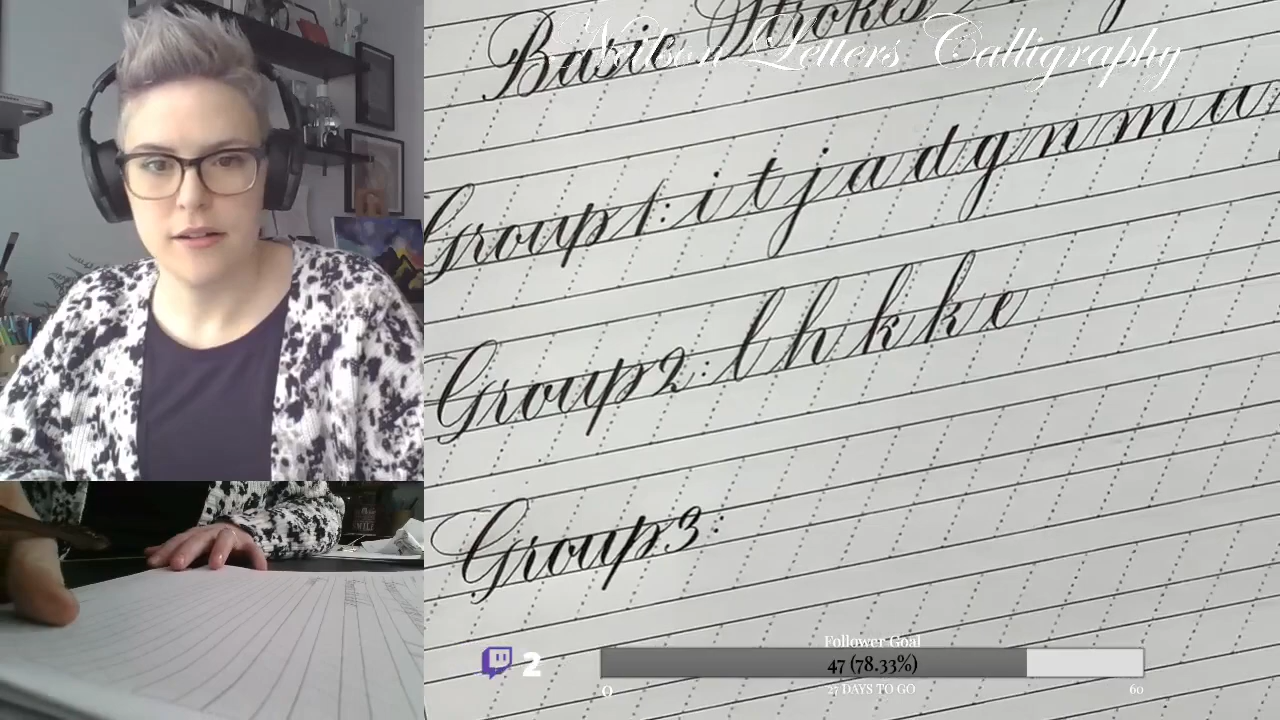 Basic Strokes
Neilson Letters Calligraphy
Group 1: i t j a d g n m u
Group 2: l h k k e
Group 3:
2
Follower Goal
47 (78.33%)
0 27 DAYS TO GO 60